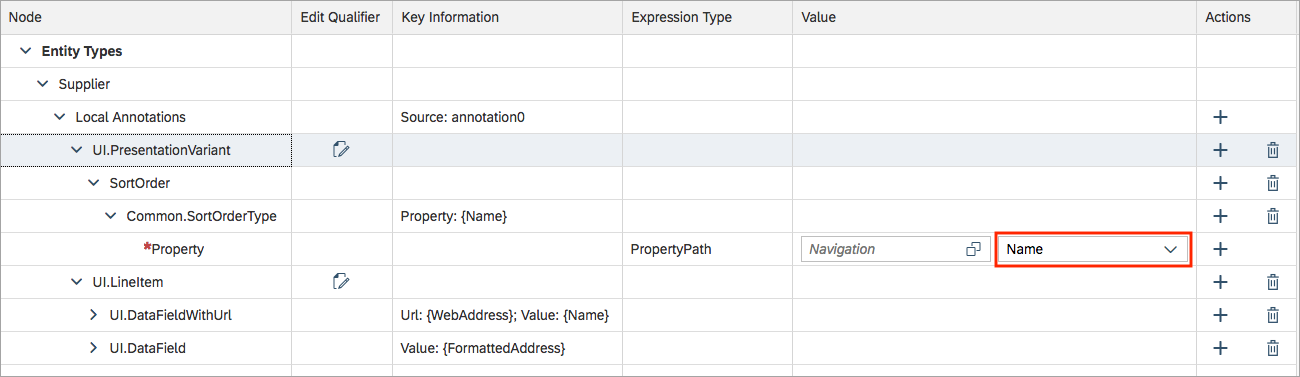 Node Edit Qualifier Key Information Expression Type Value Actions
Entity Types
Supplier
Local Annotations Source: annotation0
UI.PresentationVariant
SortOrder
Common.SortOrderType Property: {Name}
*Property PropertyPath Navigation Name
UI.LineItem
UI.DataFieldWithUrl Url: {WebAddress}; Value: {Name}
UI.DataField Value: {FormattedAddress}